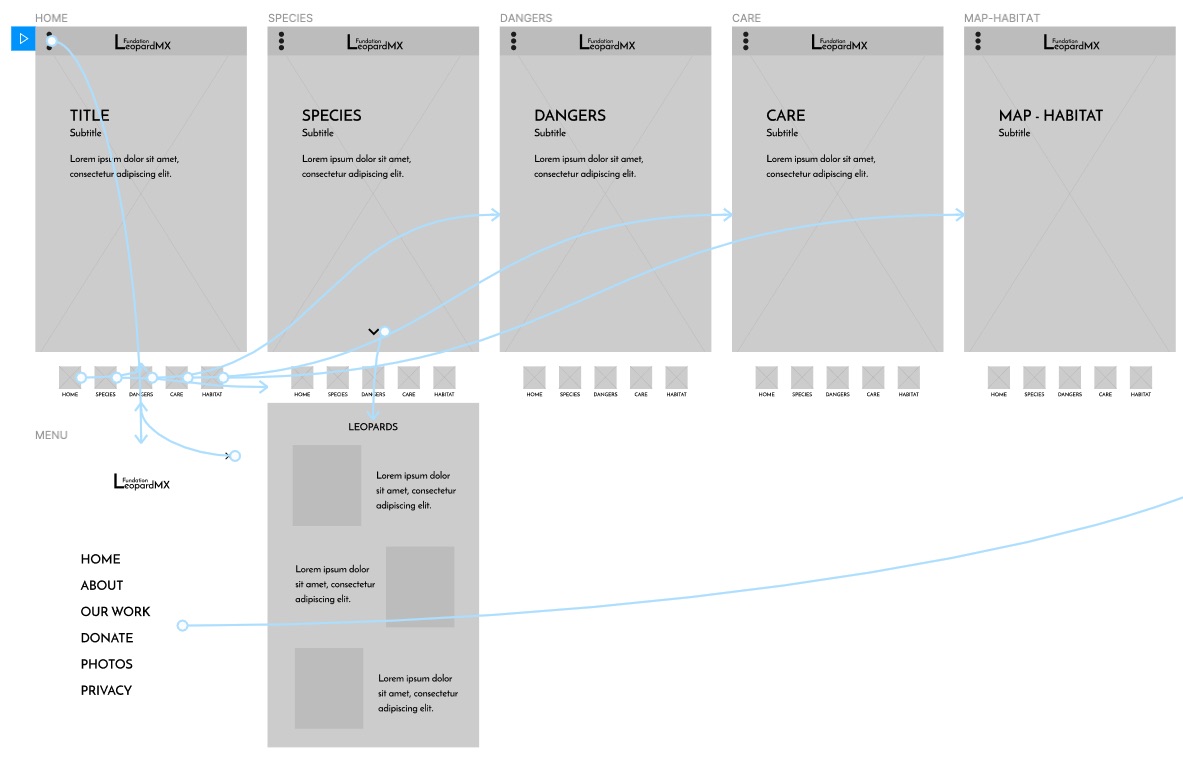 HOME
Fundation
LeopardMX
TITLE
Subtitle
Lorem ipsum dolor sit amet,
consectetur adipiscing elit.
HOME SPECIES DANGERS CARE HABITAT
SPECIES
Fundation
LeopardMX
SPECIES
Subtitle
Lorem ipsum dolor sit amet,
consectetur adipiscing elit.
HOME SPECIES DANGERS CARE HABITAT
DANGERS
Fundation
LeopardMX
DANGERS
Subtitle
Lorem ipsum dolor sit amet,
consectetur adipiscing elit.
HOME SPECIES DANGERS CARE HABITAT
CARE
Fundation
LeopardMX
CARE
Subtitle
Lorem ipsum dolor sit amet,
consectetur adipiscing elit.
HOME SPECIES DANGERS CARE HABITAT
MAP-HABITAT
Fundation
LeopardMX
MAP - HABITAT
Subtitle
HOME SPECIES DANGERS CARE HABITAT
MENU
Fundation
LeopardMX
HOME
ABOUT
OUR WORK
DONATE
PHOTOS
PRIVACY
LEOPARDS
Lorem ipsum dolor
sit amet, consectetur
adipiscing elit.
Lorem ipsum dolor
sit amet, consectetur
adipiscing elit.
Lorem ipsum dolor
sit amet, consectetur
adipiscing elit.